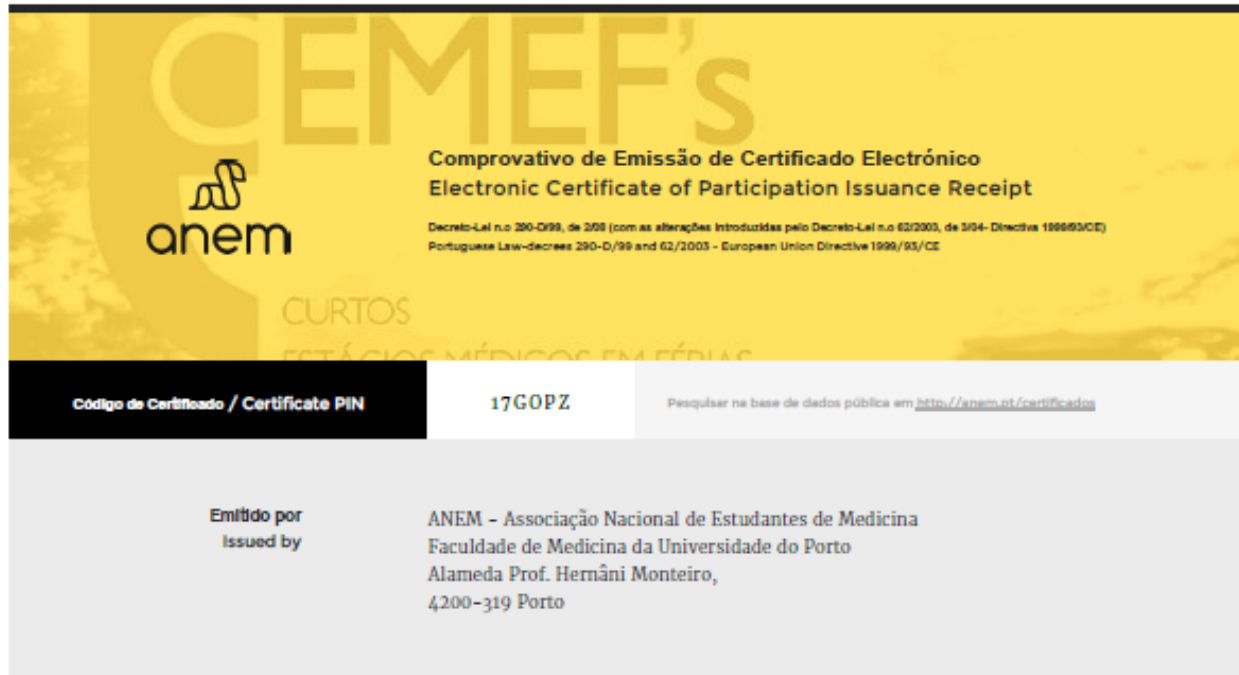 CEMEF's
anem
Comprovativo de Emissão de Certificado Electrónico
Electronic Certificate of Participation Issuance Receipt
Decreto-Lei n.o 290-D/99, de 2/08 (com as alterações introduzidas pelo Decreto-Lei n.o 62/2003, de 3/04- Directiva 1999/93/CE)
Portuguese Law-decrees 290-D/99 and 62/2003 - European Union Directive 1999/93/CE
CURTOS
ESTÁGIOS MÉDICOS EM FÉRIAS
Código de Certificado / Certificate PIN
17GOPZ
Pesquisar na base de dados pública em http://anem.pt/certificados
Emitido por
Issued by
ANEM – Associação Nacional de Estudantes de Medicina
Faculdade de Medicina da Universidade do Porto
Alameda Prof. Hernâni Monteiro,
4200-319 Porto